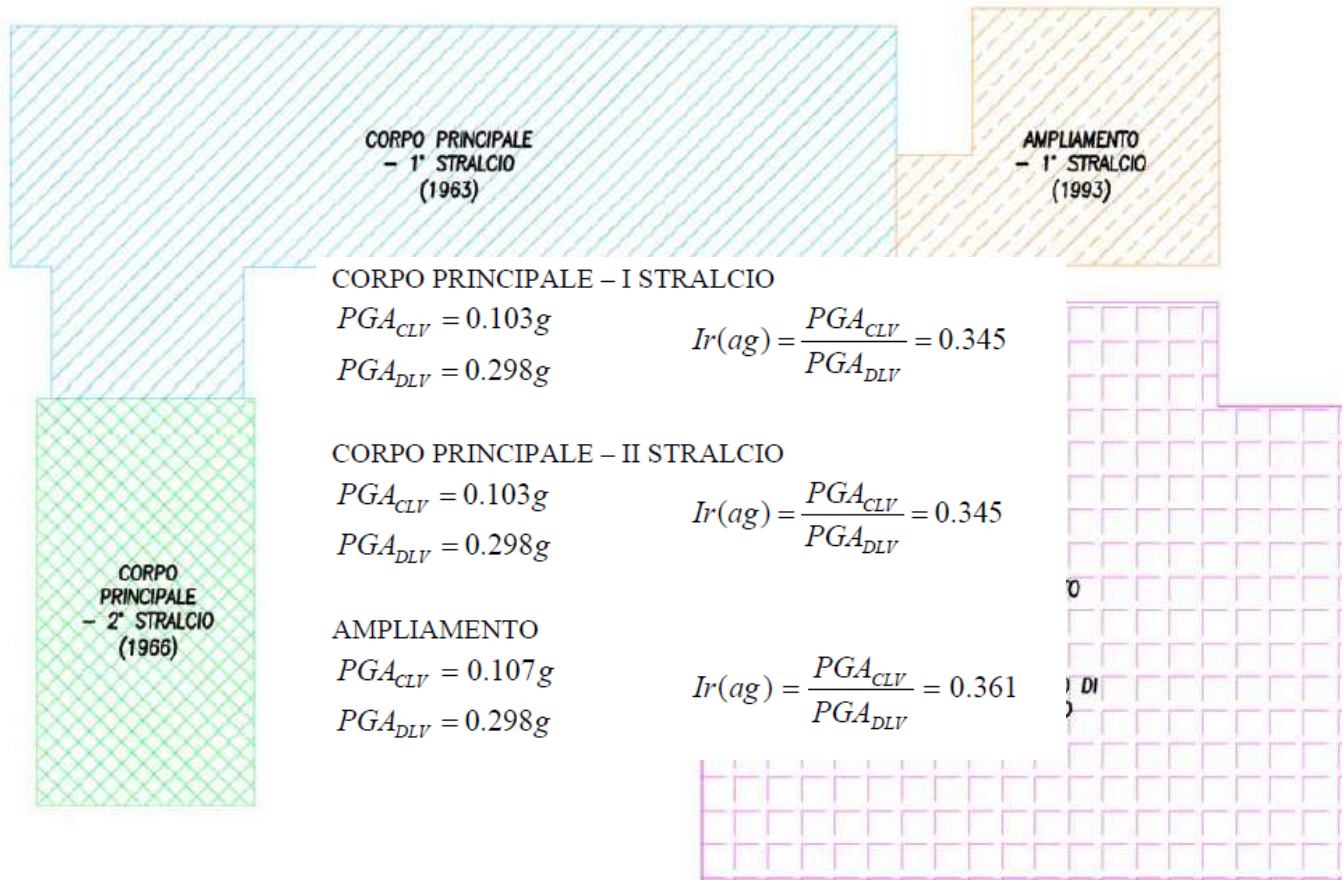 CORPO PRINCIPALE
– 1° STRALCIO
(1963)
AMPLIAMENTO
– 1° STRALCIO
(1993)
CORPO PRINCIPALE – I STRALCIO
PGA_CLV = 0.103g
PGA_DLV = 0.298g
Ir(ag) = PGA_CLV / PGA_DLV = 0.345
CORPO PRINCIPALE – II STRALCIO
PGA_CLV = 0.103g
PGA_DLV = 0.298g
Ir(ag) = PGA_CLV / PGA_DLV = 0.345
CORPO
PRINCIPALE
– 2° STRALCIO
(1966)
AMPLIAMENTO
PGA_CLV = 0.107g
PGA_DLV = 0.298g
Ir(ag) = PGA_CLV / PGA_DLV = 0.361
TO
DI